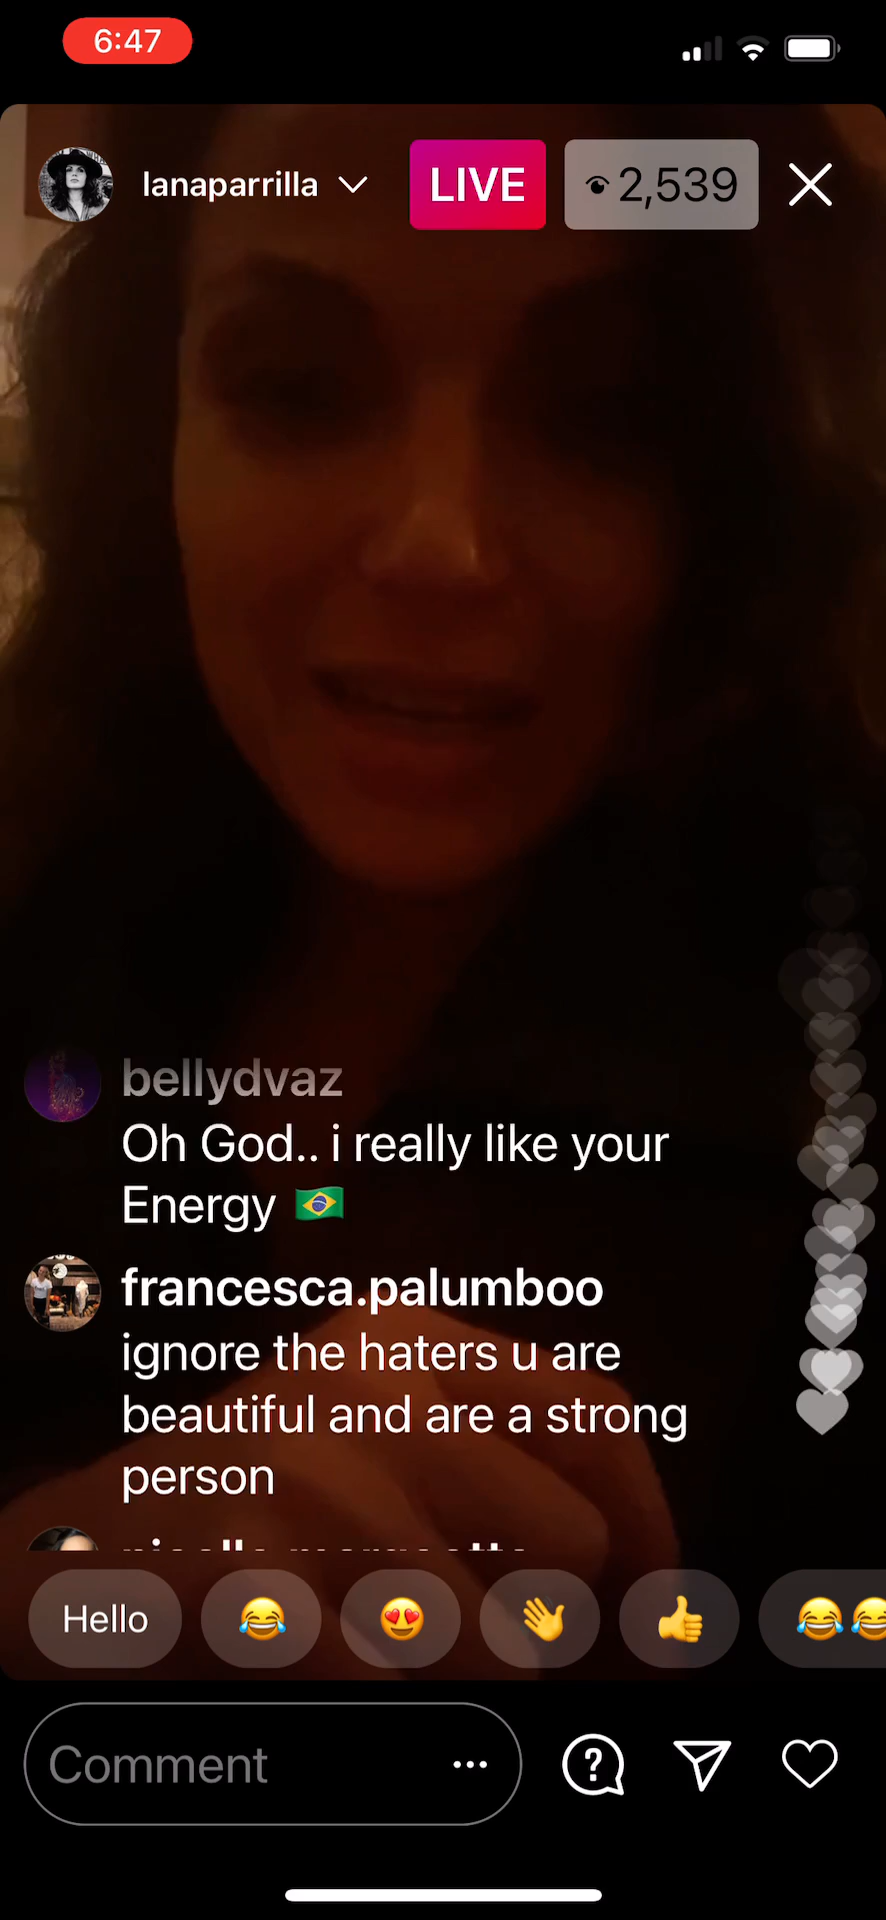 6:47
lanaparrilla
LIVE
2,539
bellydvaz
Oh God.. i really like your
Energy 🇧🇷
francesca.palumboo
ignore the haters u are
beautiful and are a strong
person
Hello 😂 😍 👋 👍 😂😂
Comment